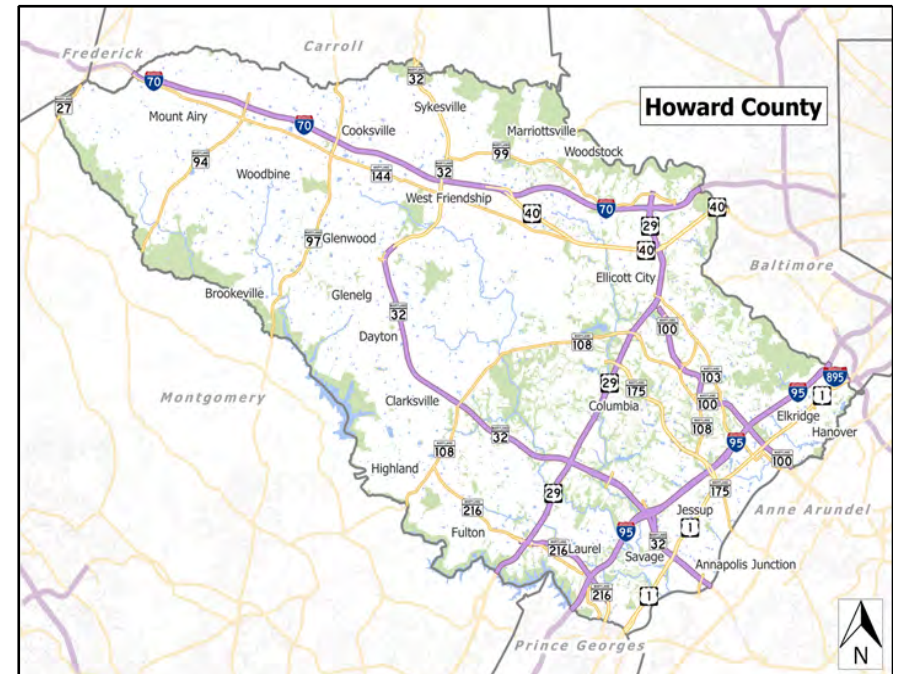 Frederick
Carroll
32
70
Howard County
27
Mount Airy
70
Sykesville
Cooksville
Marriottsville
94
99
Woodstock
Woodbine
144
32
West Friendship
70
40
40
29
97
Glenwood
40
Baltimore
Ellicott City
Brookeville
Glenelg
32
Dayton
100
108
895
29
103
95
Montgomery
Clarksville
175
100
1
Columbia
Elkridge
108
Hanover
32
95
108
100
Highland
175
29
Jessup
Anne Arundel
216
1
Fulton
95
32
216
Laurel
Savage
Annapolis Junction
216
1
Prince Georges
N